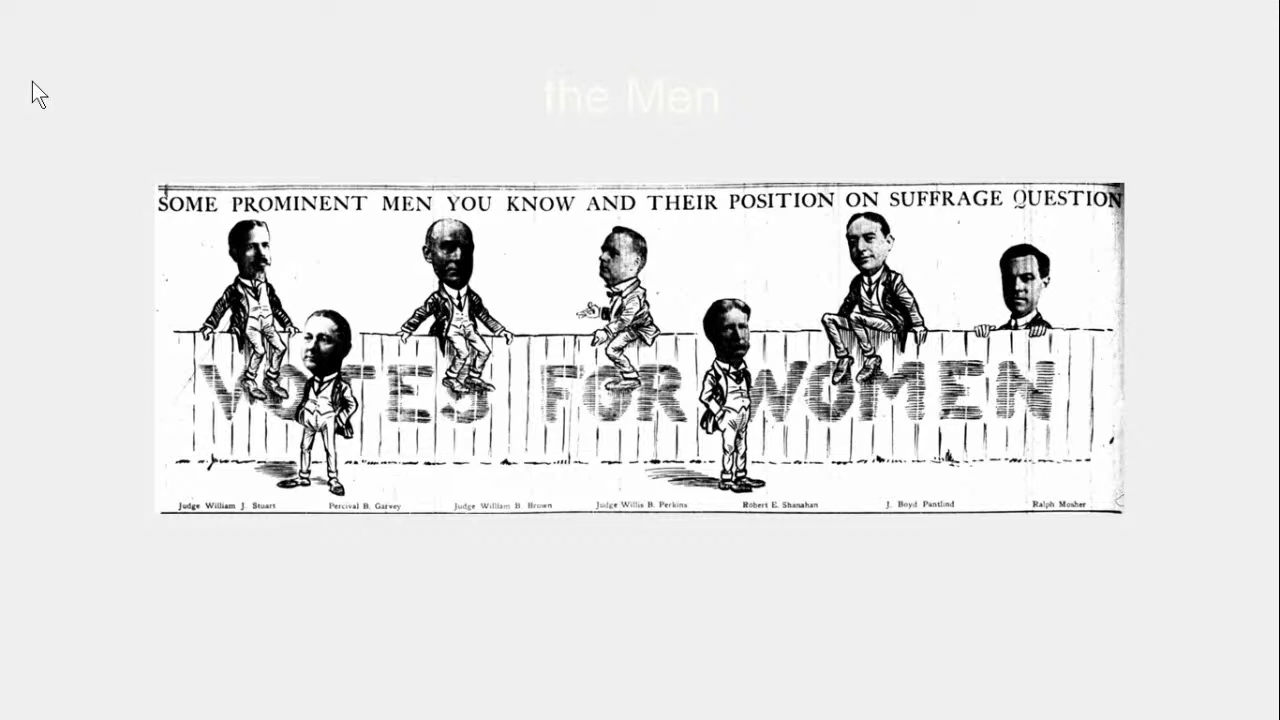 the Men
SOME PROMINENT MEN YOU KNOW AND THEIR POSITION ON SUFFRAGE QUESTION
VOTES FOR WOMEN
Judge William J. Stuart Percival B. Garvey Judge William B Brown Judge Willis B. Perkins Robert E. Shanahan J. Boyd Pantlind Ralph Mosher